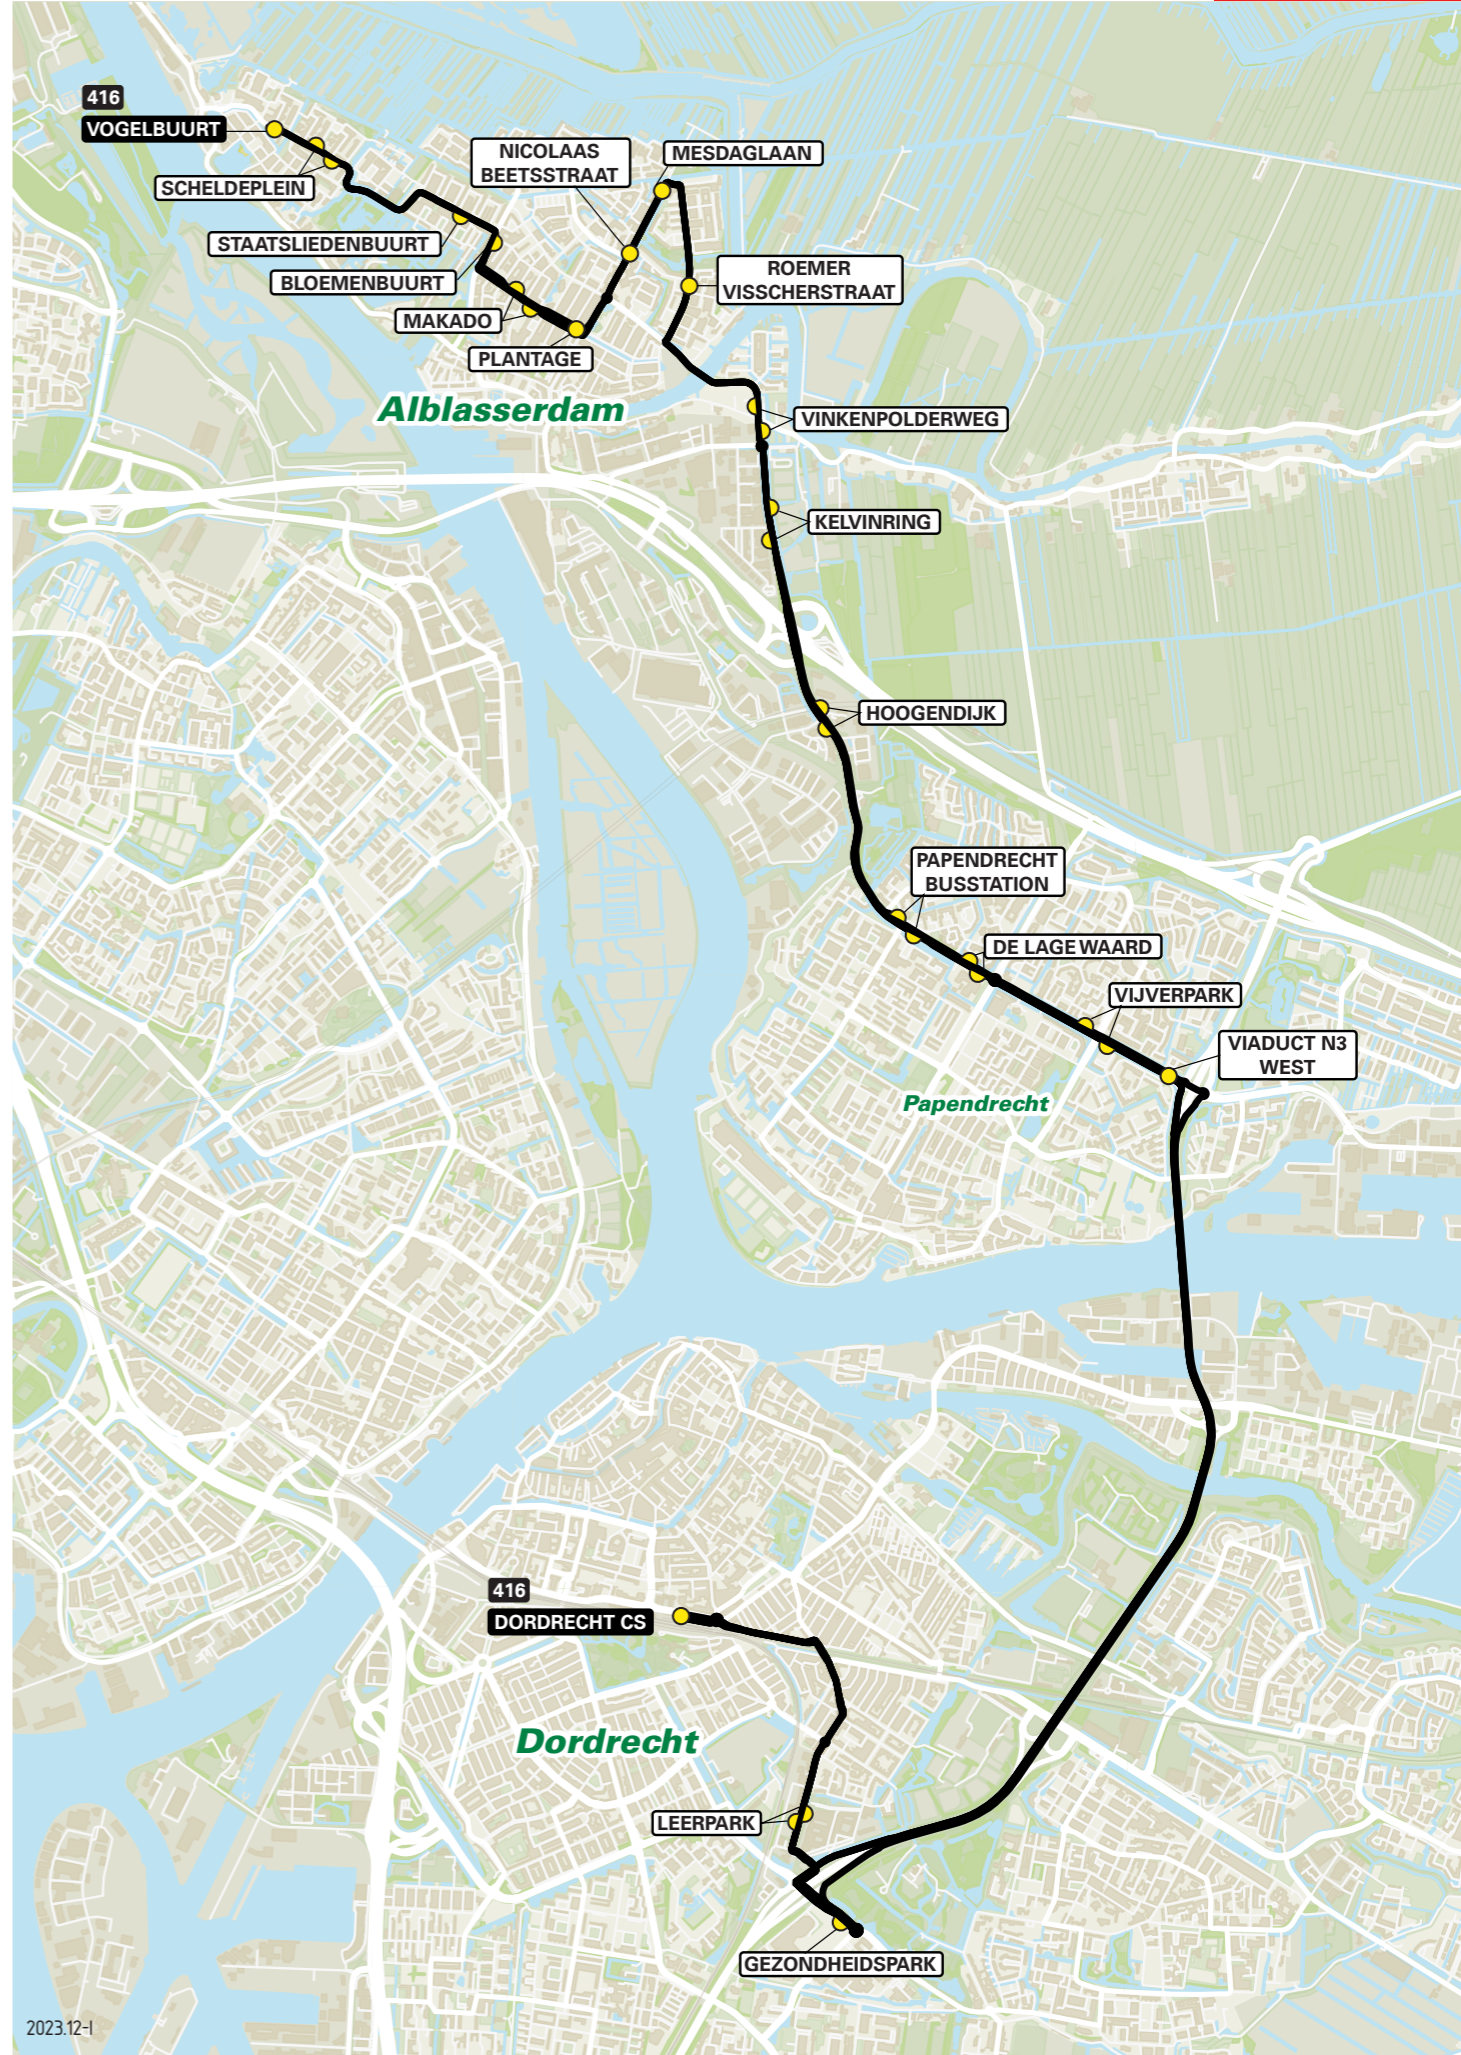 416
VOGELBUURT
SCHELDEPLEIN
STAATSLIEDENBUURT
BLOEMENBUURT
MAKADO
PLANTAGE
NICOLAAS
BEETSSTRAAT
MESDAGLAAN
ROEMER
VISSCHERSTRAAT
Alblasserdam
VINKENPOLDERWEG
KELVINRING
HOOGENDIJK
PAPENDRECHT
BUSSTATION
DE LAGE WAARD
VIJVERPARK
VIADUCT N3
WEST
Papendrecht
416
DORDRECHT CS
Dordrecht
LEERPARK
GEZONDHEIDSPARK
2023.12-I